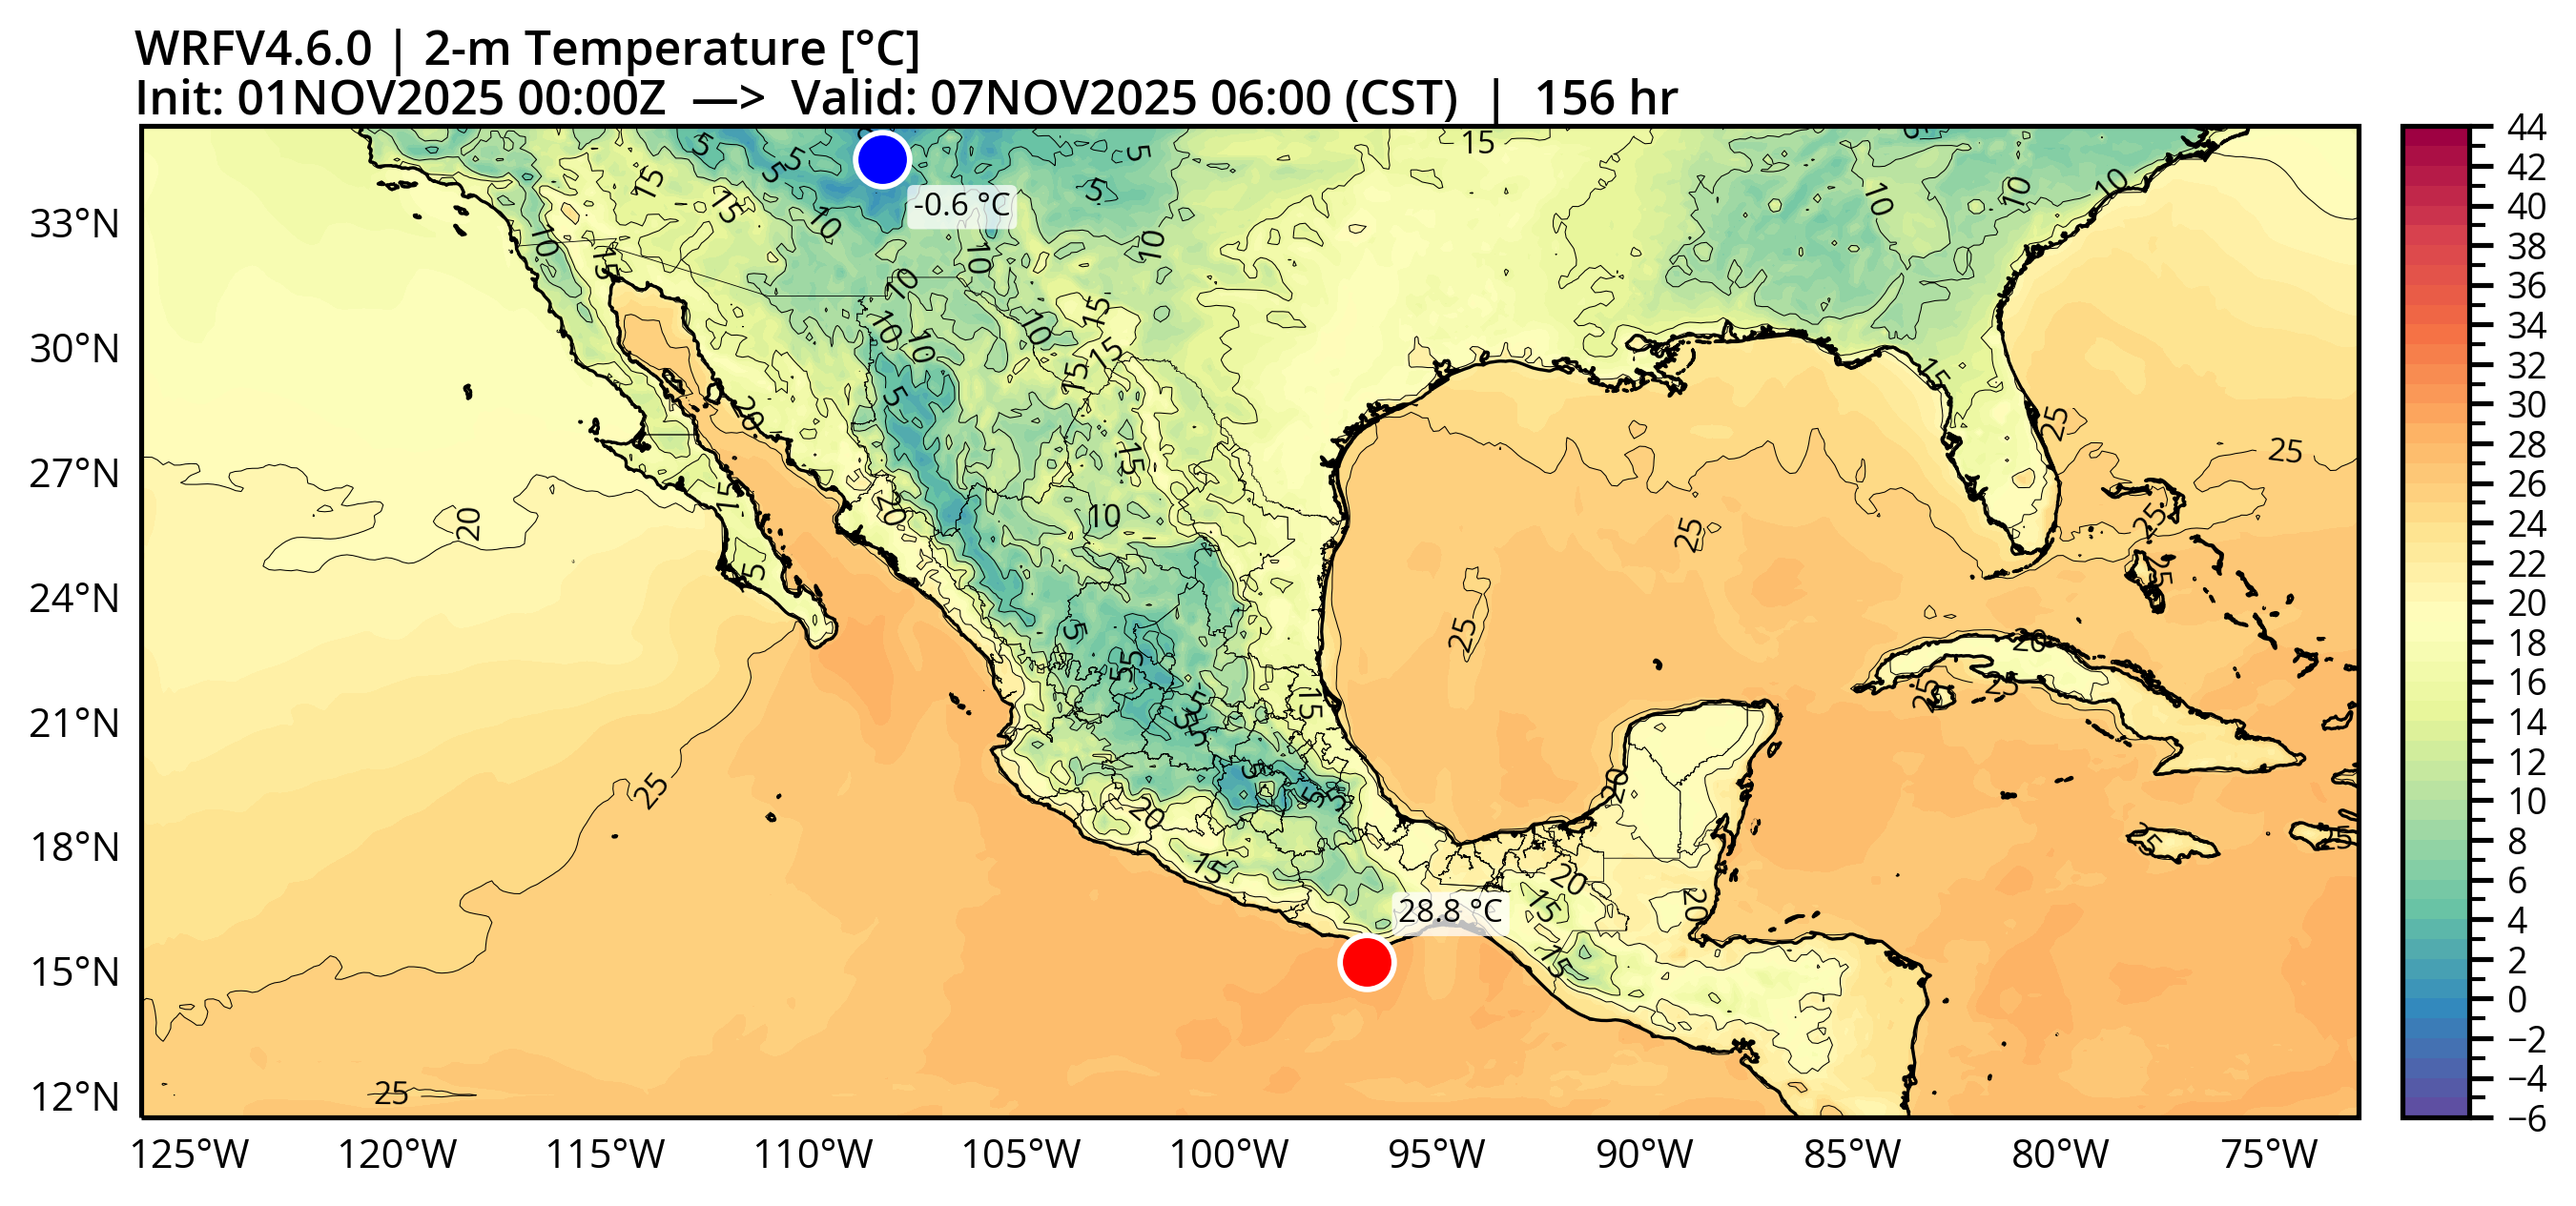 WRFV4.6.0 | 2-m Temperature [°C]
Init: 01NOV2025 00:00Z —> Valid: 07NOV2025 06:00 (CST) | 156 hr
-0.6 °C
28.8 °C
33°N
30°N
27°N
24°N
21°N
18°N
15°N
12°N
125°W 120°W 115°W 110°W 105°W 100°W 95°W 90°W 85°W 80°W 75°W
44
42
40
38
36
34
32
30
28
26
24
22
20
18
16
14
12
10
8
6
4
2
0
−2
−4
−6
5 5 5 5 15
15 5 10 10
15 10 10
10 15 10 10
10 15
10 10 10 15
15 15
5 20 25
15 25
20 15 20 10 25 25
15 25
5 25 20
5 5 25 25
15
25 5 20
20 15
15 20
15 20
15
25